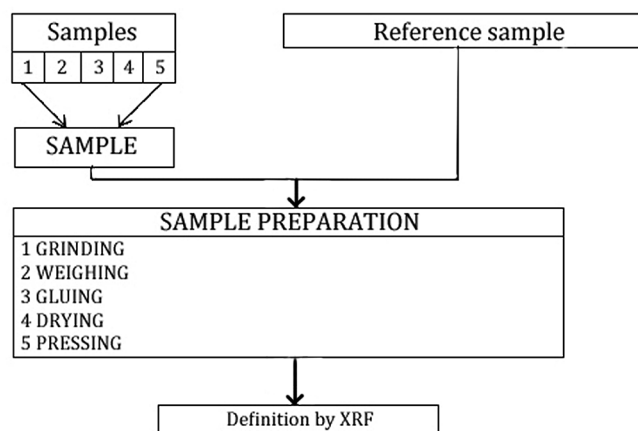 Samples
Reference sample
1 2 3 4 5
SAMPLE
SAMPLE PREPARATION
1 GRINDING
2 WEIGHING
3 GLUING
4 DRYING
5 PRESSING
Definition by XRF